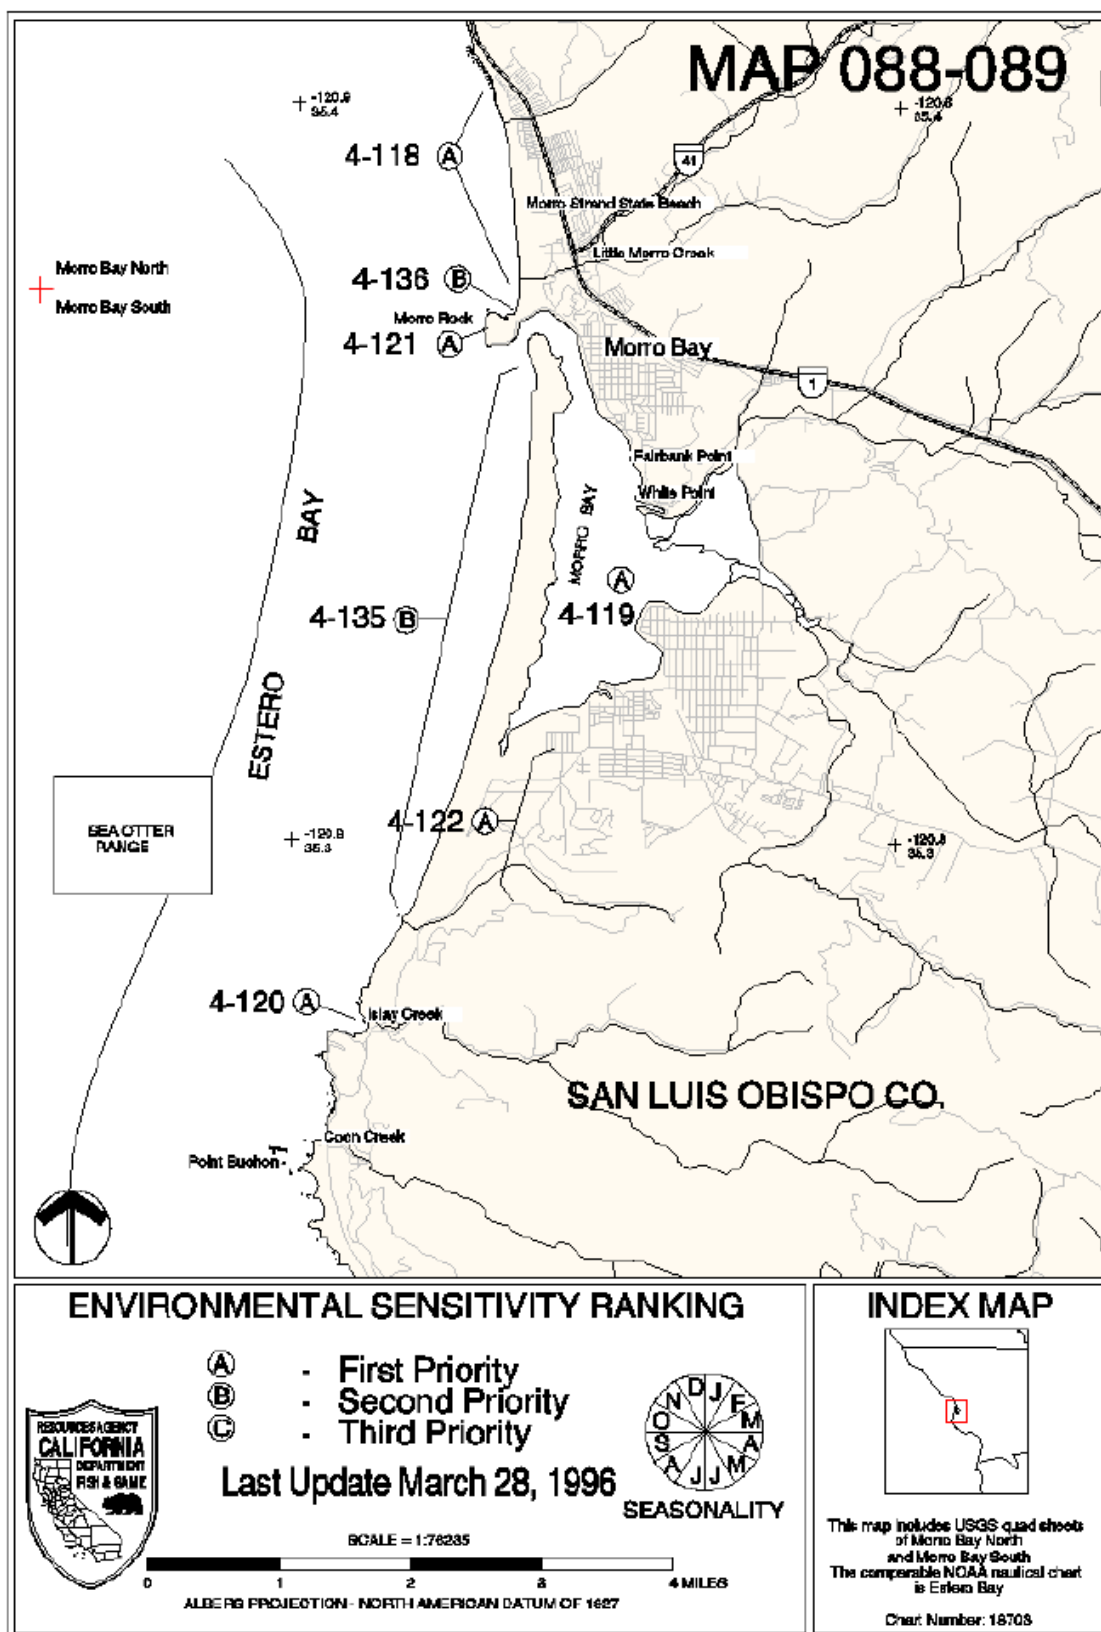 MAP 088-089
-120.9
35.4
-120.8
35.4
4-118 A
41
Morro Strand State Beach
Little Morro Creek
Morro Bay North
Morro Bay South
4-136 B
Morro Rock
4-121 A
Morro Bay
1
Fairbank Point
White Point
MORRO BAY
ESTERO BAY
A
4-119
4-135 B
SEA OTTER
RANGE
-120.9
35.3
4-122 A
-120.8
35.3
4-120 A
Islay Creek
SAN LUIS OBISPO CO.
Coon Creek
Point Buchon
ENVIRONMENTAL SENSITIVITY RANKING
A - First Priority
B - Second Priority
C - Third Priority
Last Update March 28, 1996
RESOURCES AGENCY
CALIFORNIA
DEPARTMENT
FISH & GAME
J F M A M J J A S O N D
SEASONALITY
SCALE = 1:76235
0 1 2 3 4 MILES
ALBERS PROJECTION - NORTH AMERICAN DATUM OF 1927
INDEX MAP
This map includes USGS quad sheets
of Morro Bay North
and Morro Bay South
The comparable NOAA nautical chart
is Estero Bay
Chart Number: 18703